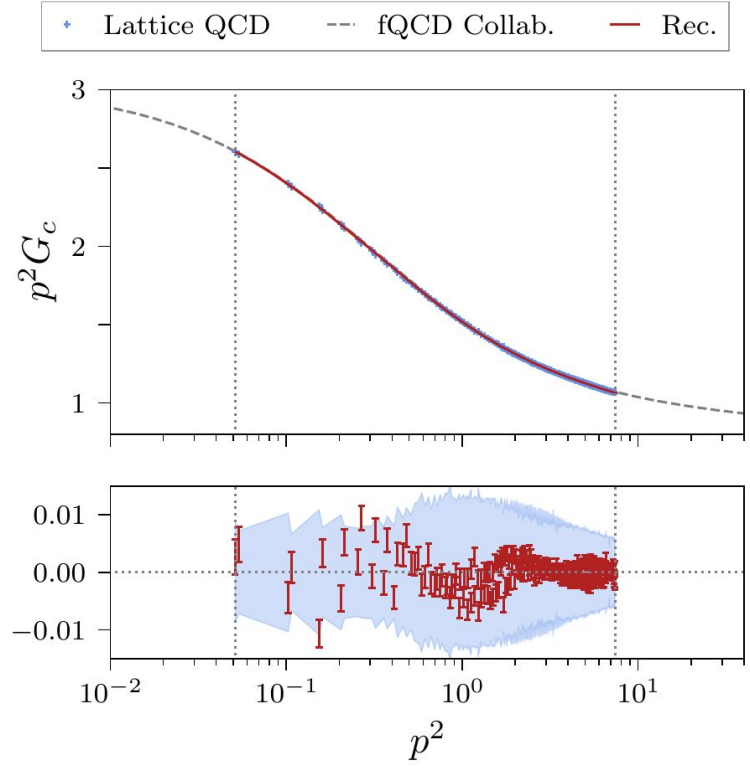 Lattice QCD fQCD Collab. Rec.
3
2
1
p²G_c
0.01
0.00
−0.01
10⁻² 10⁻¹ 10⁰ 10¹
p²